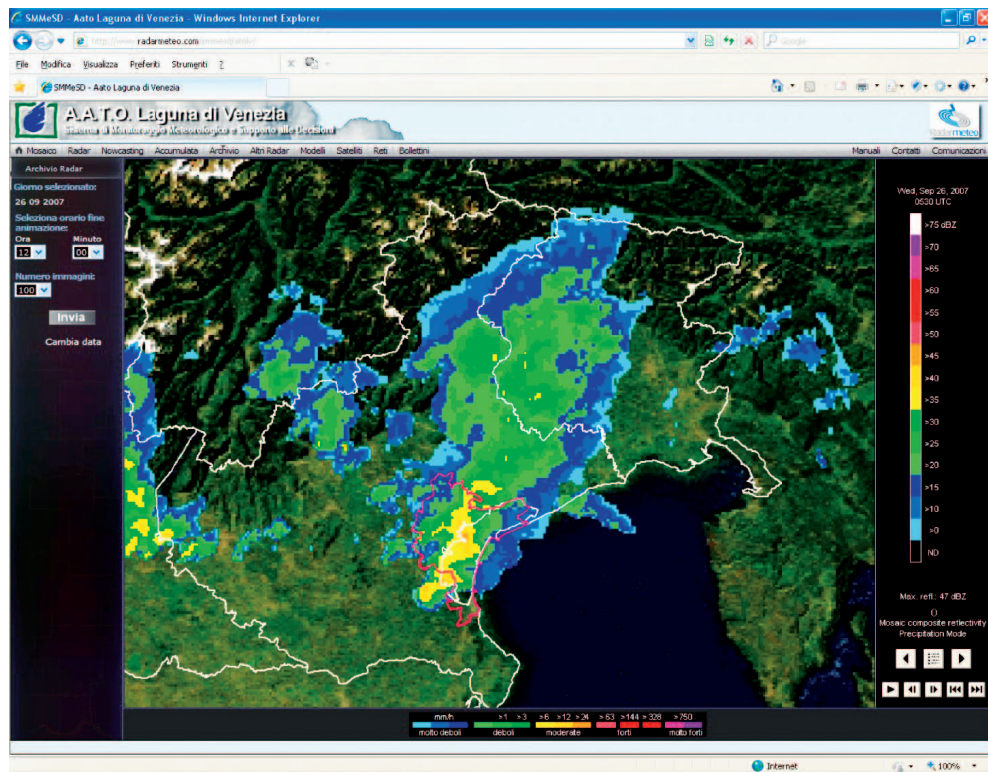 SMMeSD - Aato Laguna di Venezia - Windows Internet Explorer
radarmeteo.com
Google
File Modifica Visualizza Preferiti Strumenti ?
SMMeSD - Aato Laguna di Venezia
A.A.T.O. Laguna di Venezia
Sistema di Monitoraggio Meteorologico e Supporto alle Decisioni
Radarmeteo
Mosaico Radar Nowcasting Accumulata Archivio Altri Radar Modelli Satelliti Reti Bollettini Manuali Contatti Comunicazioni
Archivio Radar
Giorno selezionato:
26 09 2007
Seleziona orario fine
animazione:
Ora Minuto
12 00
Numero immagini:
100
Invia
Cambia data
Wed, Sep 26, 2007
0530 UTC
>75 dBZ
>70
>65
>60
>55
>50
>45
>40
>35
>30
>25
>20
>15
>10
>0
ND
Max. refl.: 47 dBZ
()
Mosaic composite reflectivity
Precipitation Mode
mm/h >1 >3 >6 >12 >24 >63 >144 >328 >750
molto deboli deboli moderate forti molto forti
Internet 100%